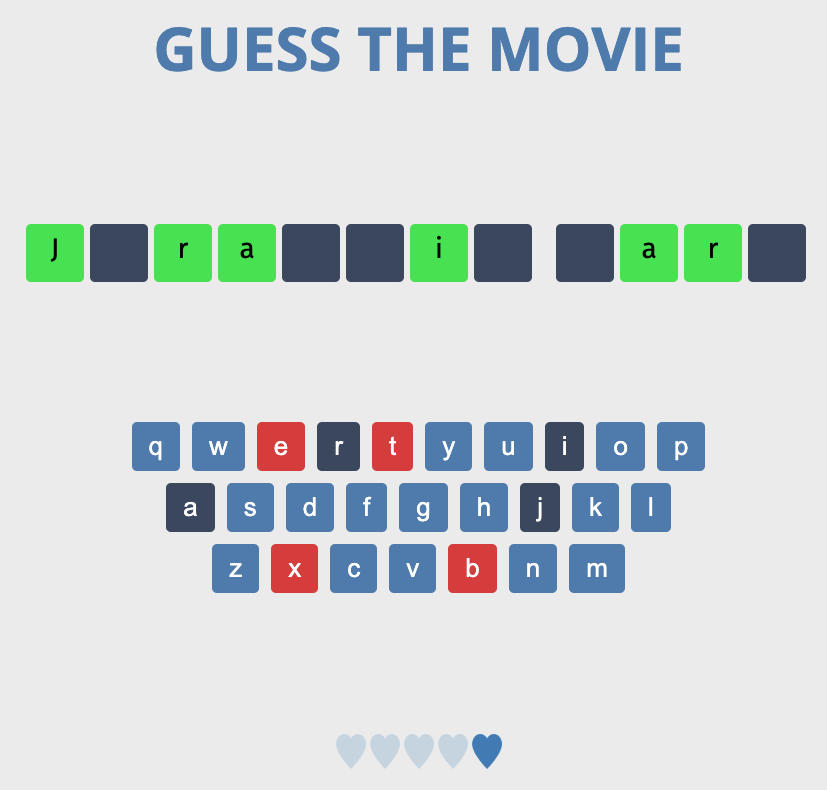 GUESS THE MOVIE
J r a i a r
q w e r t y u i o p
a s d f g h j k l
z x c v b n m